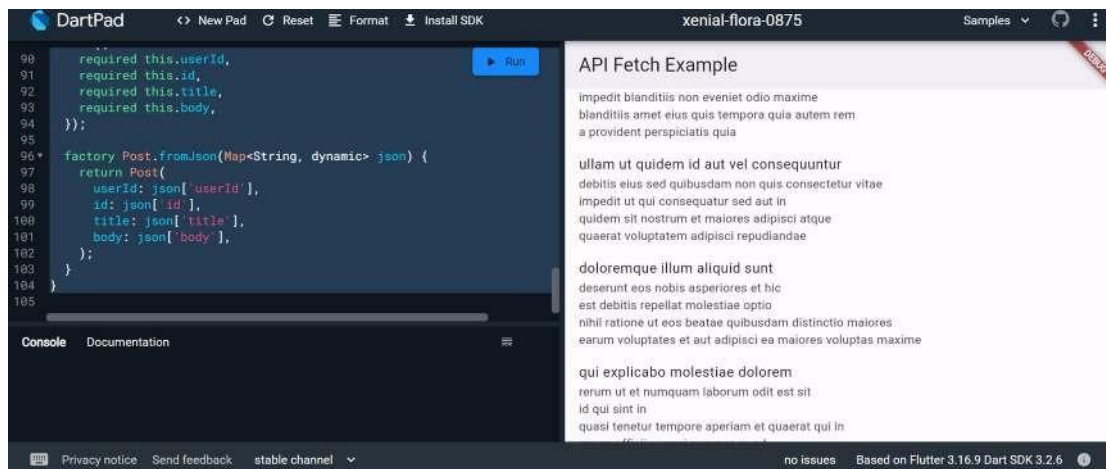 DartPad <> New Pad Reset Format Install SDK xenial-flora-0875 Samples
90 required this.userId,
91 required this.id,
92 required this.title,
93 required this.body,
94 });
95
96 factory Post.fromJson(Map<String, dynamic> json) {
97 return Post(
98 userId: json['userId'],
99 id: json['id'],
100 title: json['title'],
101 body: json['body'],
102 );
103 }
104 }
105
Run
Console Documentation
API Fetch Example
DEBUG
impedit blanditiis non eveniet odio maxime
blanditiis amet eius quis tempora quia autem rem
a provident perspiciatis quia
ullam ut quidem id aut vel consequuntur
debitis eius sed quibusdam non quis consectetur vitae
impedit ut qui consequatur sed aut in
quidem sit nostrum et maiores adipisci atque
quaerat voluptatem adipisci repudiandae
doloremque illum aliquid sunt
deserunt eos nobis asperiores et hic
est debitis repellat molestiae optio
nihil ratione ut eos beatae quibusdam distinctio maiores
earum voluptates et aut adipisci ea maiores voluptas maxime
qui explicabo molestiae dolorem
rerum ut et numquam laborum odit est sit
id qui sint in
quasi tenetur tempore aperiam et quaerat qui in
Privacy notice Send feedback stable channel no issues Based on Flutter 3.16.9 Dart SDK 3.2.6